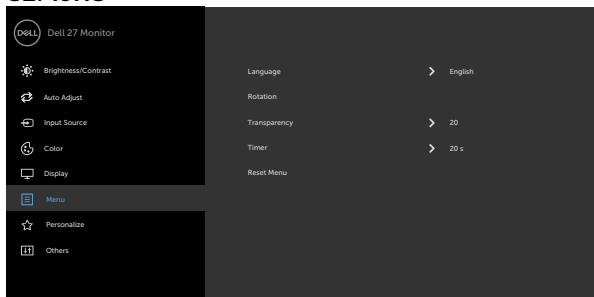 DELL Dell 27 Monitor
Brightness/Contrast
Auto Adjust
Input Source
Color
Display
Menu
Personalize
Others
Language English
Rotation
Transparency 20
Timer 20 s
Reset Menu